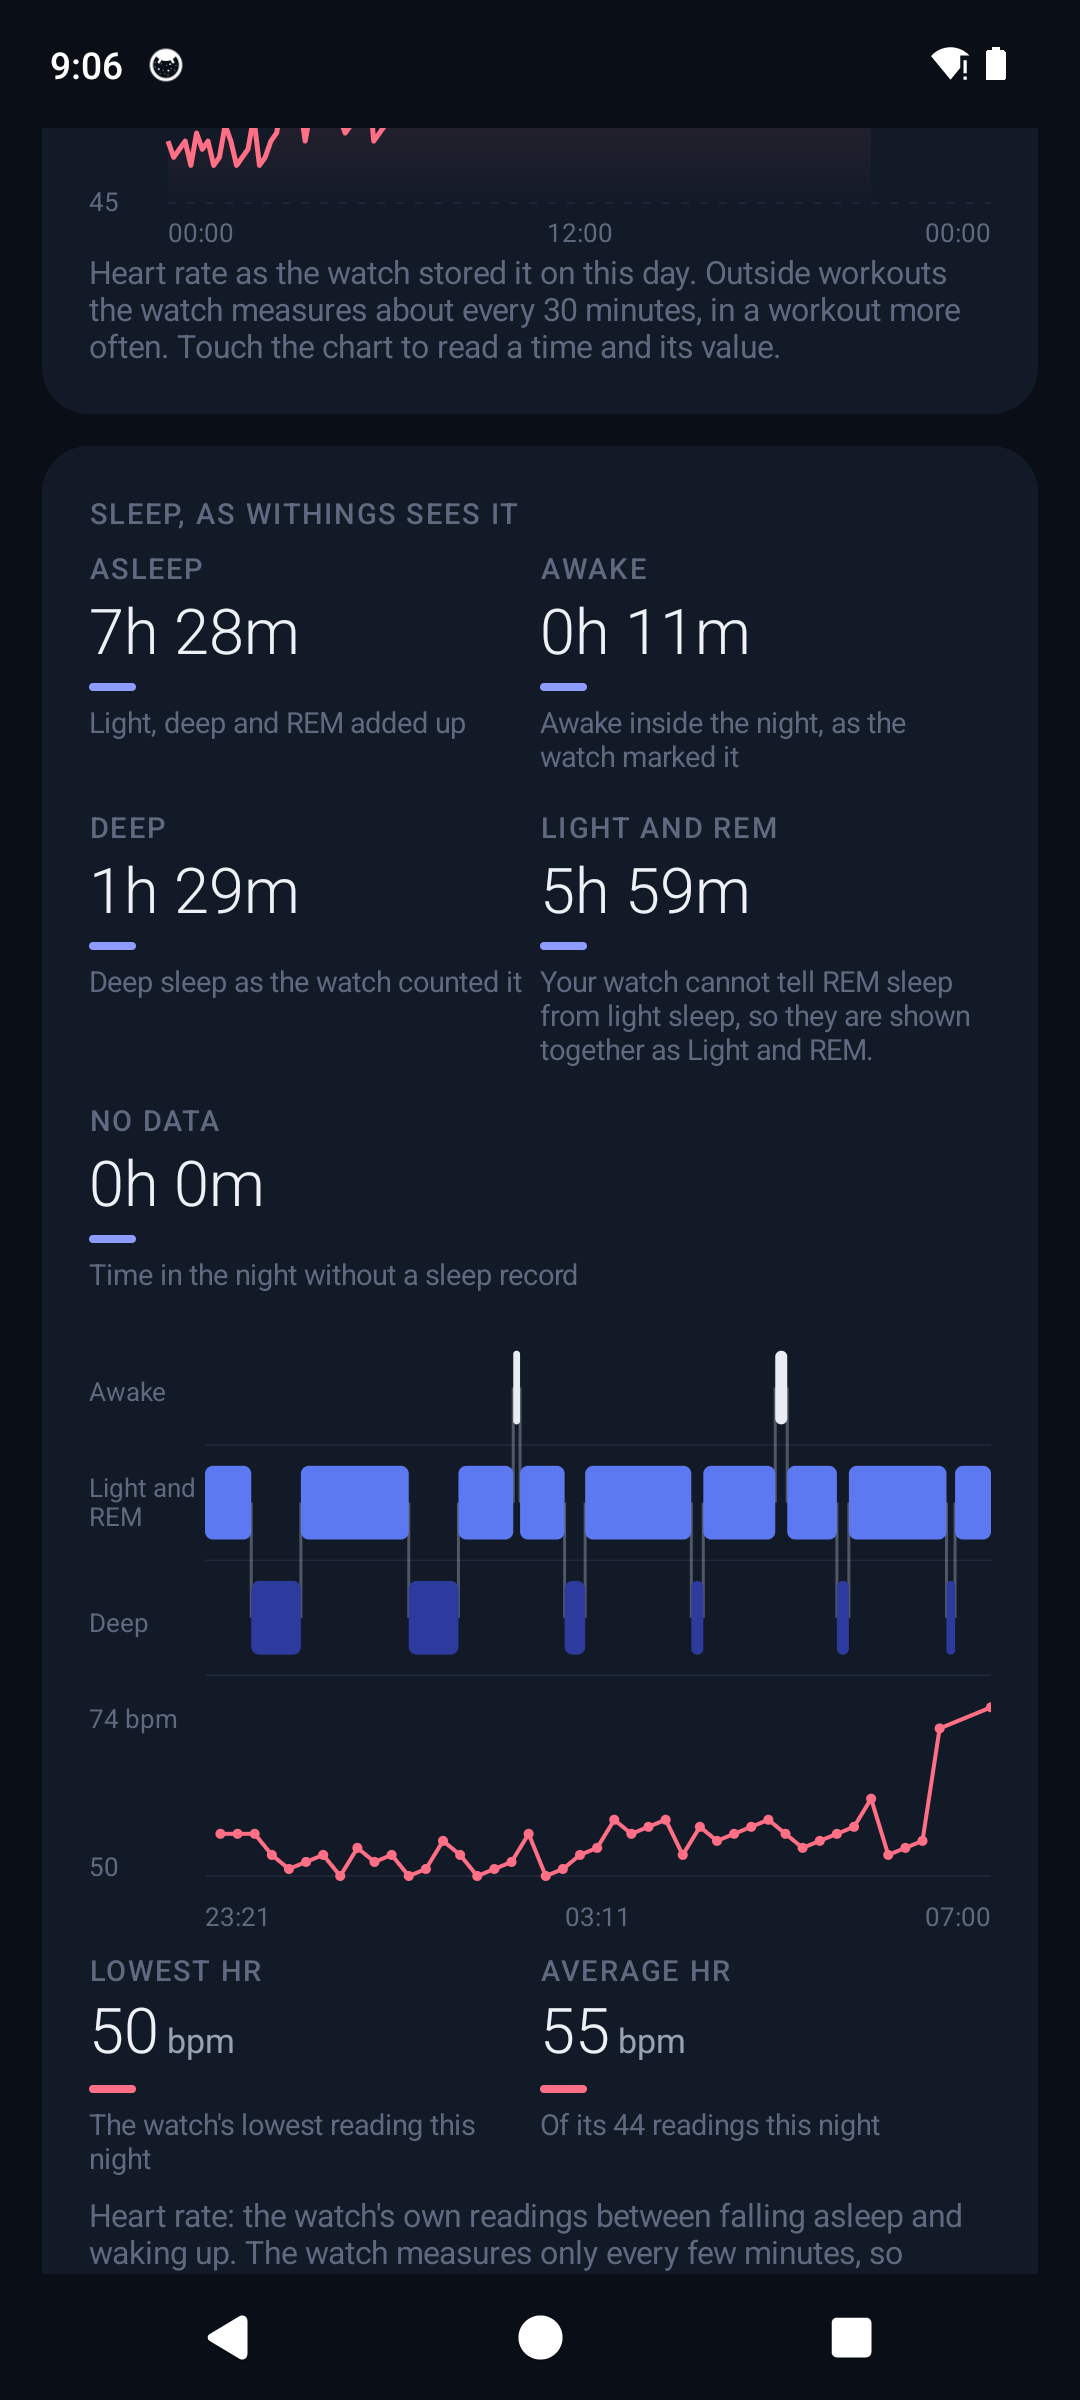 9:06
45
00:00 12:00 00:00
Heart rate as the watch stored it on this day. Outside workouts
the watch measures about every 30 minutes, in a workout more
often. Touch the chart to read a time and its value.
SLEEP, AS WITHINGS SEES IT
ASLEEP
7h 28m
Light, deep and REM added up
AWAKE
0h 11m
Awake inside the night, as the
watch marked it
DEEP
1h 29m
Deep sleep as the watch counted it
LIGHT AND REM
5h 59m
Your watch cannot tell REM sleep
from light sleep, so they are shown
together as Light and REM.
NO DATA
0h 0m
Time in the night without a sleep record
Awake
Light and
REM
Deep
74 bpm
50
23:21 03:11 07:00
LOWEST HR
50 bpm
The watch's lowest reading this
night
AVERAGE HR
55 bpm
Of its 44 readings this night
Heart rate: the watch's own readings between falling asleep and
waking up. The watch measures only every few minutes, so